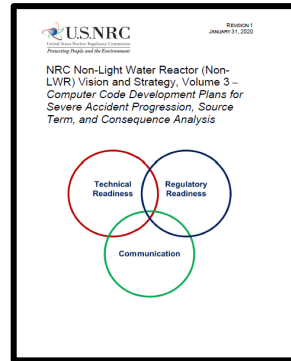 REVISION 1
JANUARY 31, 2020
U.S.NRC
United States Nuclear Regulatory Commission
Protecting People and the Environment
NRC Non-Light Water Reactor (Non-
LWR) Vision and Strategy, Volume 3 –
Computer Code Development Plans for
Severe Accident Progression, Source
Term, and Consequence Analysis
Technical
Readiness
Regulatory
Readiness
Communication